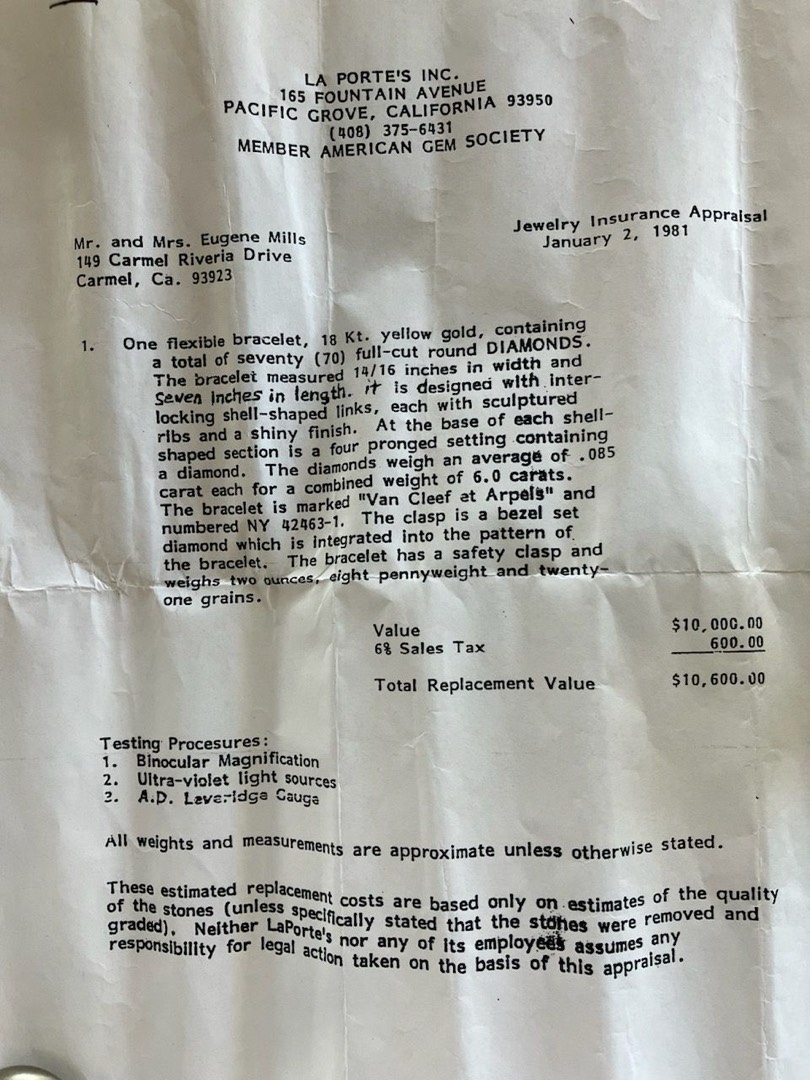 LA PORTE'S INC.
165 FOUNTAIN AVENUE
PACIFIC GROVE, CALIFORNIA 93950
(408) 375-6431
MEMBER AMERICAN GEM SOCIETY
Jewelry Insurance Appraisal
January 2, 1981
Mr. and Mrs. Eugene Mills
149 Carmel Riveria Drive
Carmel, Ca. 93923
1. One flexible bracelet, 18 Kt. yellow gold, containing
a total of seventy (70) full-cut round DIAMONDS.
The bracelet measured 14/16 inches in width and
Seven Inches in length. it is designed with inter-
locking shell-shaped links, each with sculptured
ribs and a shiny finish. At the base of each shell-
shaped section is a four pronged setting containing
a diamond. The diamonds weigh an average of .085
carat each for a combined weight of 6.0 carats.
The bracelet is marked "Van Cleef at Arpels" and
numbered NY 42463-1. The clasp is a bezel set
diamond which is integrated into the pattern of
the bracelet. The bracelet has a safety clasp and
weighs two ounces, eight pennyweight and twenty-
one grains.
Value $10,000.00
6% Sales Tax 600.00
Total Replacement Value $10,600.00
Testing Procesures:
1. Binocular Magnification
2. Ultra-violet light sources
3. A.D. Leveridge Gauge
All weights and measurements are approximate unless otherwise stated.
These estimated replacement costs are based only on estimates of the quality
of the stones (unless specifically stated that the stones were removed and
graded). Neither LaPorte's nor any of its employees assumes any
responsibility for legal action taken on the basis of this appraisal.